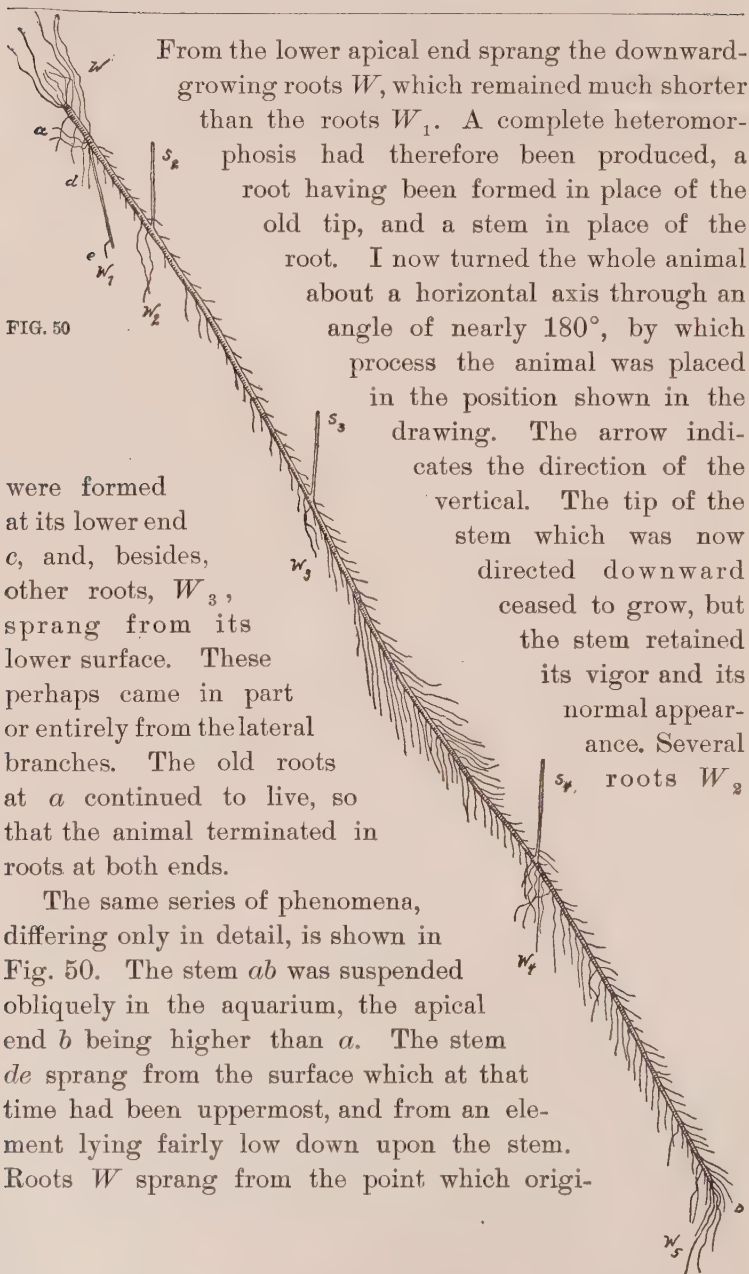 From the lower apical end sprang the downward-
growing roots W, which remained much shorter
than the roots W₁. A complete heteromor-
phosis had therefore been produced, a
root having been formed in place of the
old tip, and a stem in place of the
root. I now turned the whole animal
about a horizontal axis through an
angle of nearly 180°, by which
process the animal was placed
in the position shown in the
drawing. The arrow indi-
cates the direction of the
vertical. The tip of the
stem which was now
directed downward
ceased to grow, but
the stem retained
its vigor and its
normal appear-
ance. Several
roots W₂
were formed
at its lower end
c, and, besides,
other roots, W₃,
sprang from its
lower surface. These
perhaps came in part
or entirely from the lateral
branches. The old roots
at a continued to live, so
that the animal terminated in
roots at both ends.
The same series of phenomena,
differing only in detail, is shown in
Fig. 50. The stem ab was suspended
obliquely in the aquarium, the apical
end b being higher than a. The stem
de sprang from the surface which at that
time had been uppermost, and from an ele-
ment lying fairly low down upon the stem.
Roots W sprang from the point which origi-
FIG. 50
W
a
d
e
W₁
S₂
W₂
S₃
W₃
S₄
W₄
b
W₅